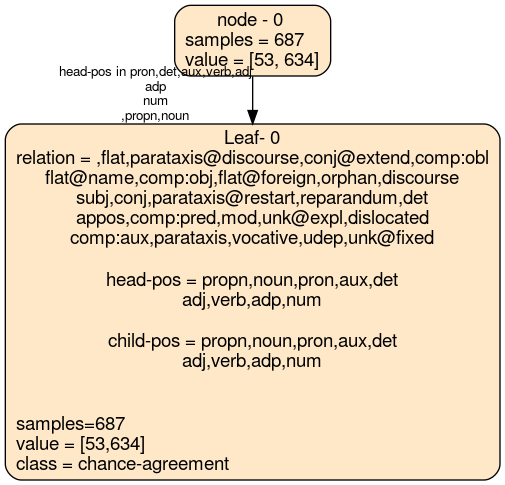 node - 0
samples = 687
value = [53, 634]
head-pos in pron,det,aux,verb,adj
adp
num
,propn,noun
Leaf- 0
relation = ,flat,parataxis@discourse,conj@extend,comp:obl
flat@name,comp:obj,flat@foreign,orphan,discourse
subj,conj,parataxis@restart,reparandum,det
appos,comp:pred,mod,unk@expl,dislocated
comp:aux,parataxis,vocative,udep,unk@fixed
head-pos = propn,noun,pron,aux,det
adj,verb,adp,num
child-pos = propn,noun,pron,aux,det
adj,verb,adp,num
samples=687
value = [53,634]
class = chance-agreement